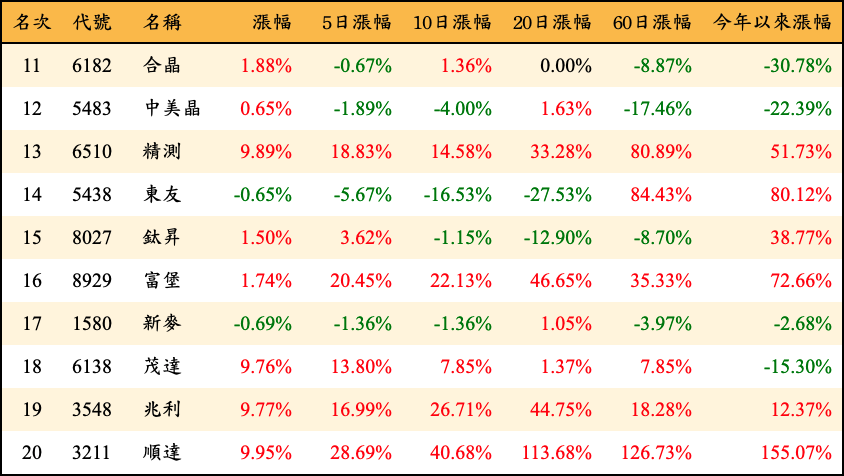 名次 代號 名稱 漲幅 5日漲幅 10日漲幅 20日漲幅 60日漲幅 今年以來漲幅
11 6182 合晶 1.88% -0.67% 1.36% 0.00% -8.87% -30.78%
12 5483 中美晶 0.65% -1.89% -4.00% 1.63% -17.46% -22.39%
13 6510 精測 9.89% 18.83% 14.58% 33.28% 80.89% 51.73%
14 5438 東友 -0.65% -5.67% -16.53% -27.53% 84.43% 80.12%
15 8027 鈦昇 1.50% 3.62% -1.15% -12.90% -8.70% 38.77%
16 8929 富堡 1.74% 20.45% 22.13% 46.65% 35.33% 72.66%
17 1580 新麥 -0.69% -1.36% -1.36% 1.05% -3.97% -2.68%
18 6138 茂達 9.76% 13.80% 7.85% 1.37% 7.85% -15.30%
19 3548 兆利 9.77% 16.99% 26.71% 44.75% 18.28% 12.37%
20 3211 順達 9.95% 28.69% 40.68% 113.68% 126.73% 155.07%